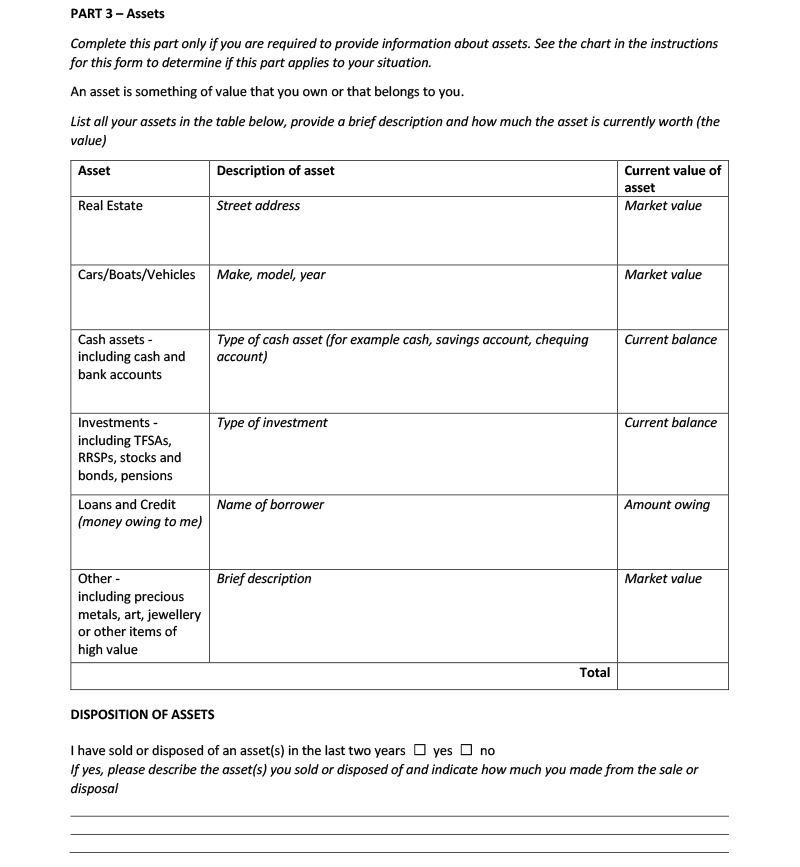 PART 3 – Assets
Complete this part only if you are required to provide information about assets. See the chart in the instructions
for this form to determine if this part applies to your situation.
An asset is something of value that you own or that belongs to you.
List all your assets in the table below, provide a brief description and how much the asset is currently worth (the
value)
Asset
Description of asset
Current value of
asset
Real Estate
Street address
Market value
Cars/Boats/Vehicles
Make, model, year
Market value
Cash assets -
including cash and
bank accounts
Type of cash asset (for example cash, savings account, chequing
account)
Current balance
Investments -
including TFSAs,
RRSPs, stocks and
bonds, pensions
Type of investment
Current balance
Loans and Credit
(money owing to me)
Name of borrower
Amount owing
Other -
including precious
metals, art, jewellery
or other items of
high value
Brief description
Market value
Total
DISPOSITION OF ASSETS
I have sold or disposed of an asset(s) in the last two years ☐ yes ☐ no
If yes, please describe the asset(s) you sold or disposed of and indicate how much you made from the sale or
disposal